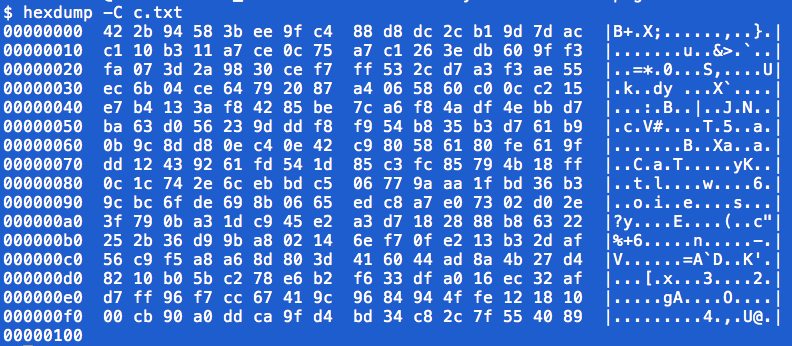 $ hexdump -C c.txt
00000000  42 2b 94 58 3b ee 9f c4  88 d8 dc 2c b1 9d 7d ac  |B+.X;......,..}.|
00000010  c1 10 b3 11 a7 ce 0c 75  a7 c1 26 3e db 60 9f f3  |.......u..&>.`..|
00000020  fa 07 3d 2a 98 30 ce f7  ff 53 2c d7 a3 f3 ae 55  |..=*.0...S,....U|
00000030  ec 6b 04 ce 64 79 20 87  a4 06 58 60 c0 0c c2 15  |.k..dy ...X`....|
00000040  e7 b4 13 3a f8 42 85 be  7c a6 f8 4a df 4e bb d7  |...:.B..|..J.N..|
00000050  ba 63 d0 56 23 9d dd f8  f9 54 b8 35 b3 d7 61 b9  |.c.V#....T.5..a.|
00000060  0b 9c 8d d8 0e c4 0e 42  c9 80 58 61 80 fe 61 9f  |.......B..Xa..a.|
00000070  dd 12 43 92 61 fd 54 1d  85 c3 fc 85 79 4b 18 ff  |..C.a.T.....yK..|
00000080  0c 1c 74 2e 6c eb bd c5  06 77 9a aa 1f bd 36 b3  |..t.l....w....6.|
00000090  9c bc 6f de 69 8b 06 65  ed c8 a7 e0 73 02 d0 2e  |..o.i..e....s...|
000000a0  3f 79 0b a3 1d c9 45 e2  a3 d7 18 28 88 b8 63 22  |?y....E....(..c"|
000000b0  25 2b 36 d9 9b a8 02 14  6e f7 0f e2 13 b3 2d af  |%+6.....n.....-.|
000000c0  56 c9 f5 a8 a6 8d 80 3d  41 60 44 ad 8a 4b 27 d4  |V......=A`D..K'.|
000000d0  82 10 b0 5b c2 78 e6 b2  f6 33 df a0 16 ec 32 af  |...[.x...3....2.|
000000e0  d7 ff 96 f7 cc 67 41 9c  96 84 94 4f fe 12 18 10  |.....gA....O....|
000000f0  00 cb 90 a0 dd ca 9f d4  bd 34 c8 2c 7f 55 40 89  |.........4.,.U@.|
00000100